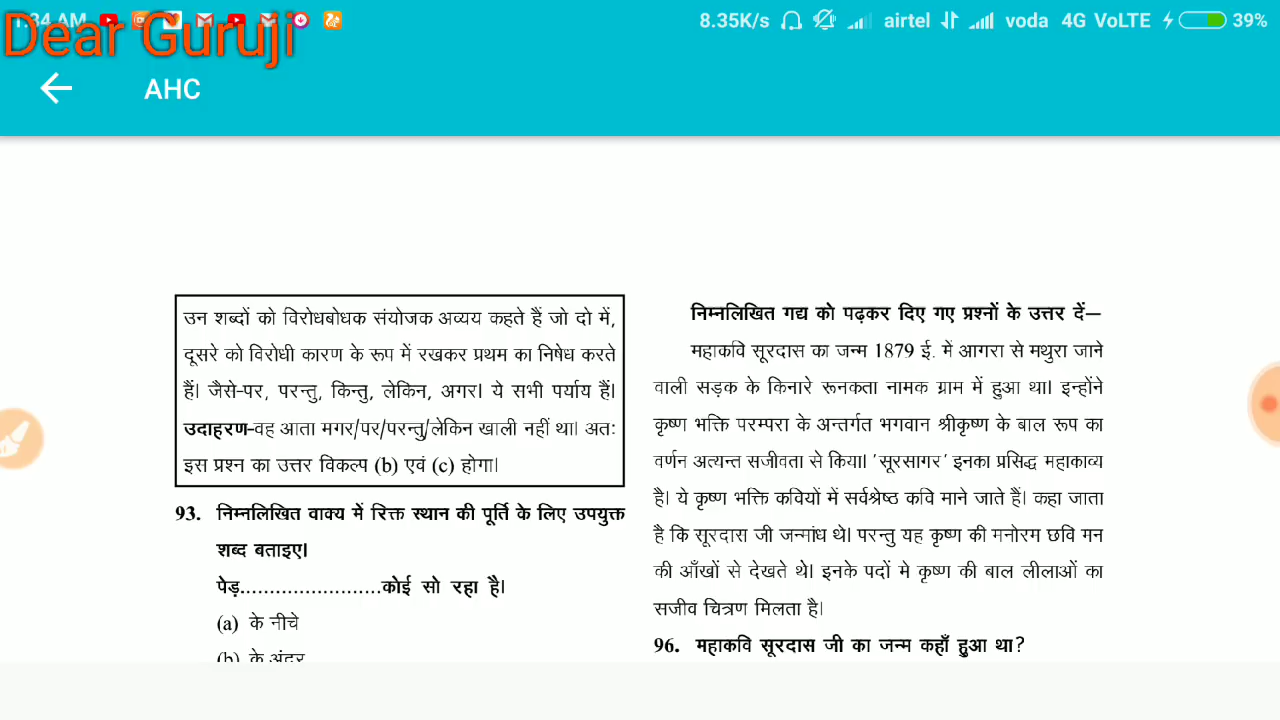 1:34 AM
Dear Guruji
8.35K/s airtel voda 4G VoLTE 39%
AHC
उन शब्दों को विरोधबोधक संयोजक अव्यय कहते हैं जो दो में,
दूसरे को विरोधी कारण के रूप में रखकर प्रथम का निषेध करते
हैं। जैसे-पर, परन्तु, किन्तु, लेकिन, अगर। ये सभी पर्याय हैं।
उदाहरण-वह आता मगर/पर/परन्तु/लेकिन खाली नहीं था। अतः
इस प्रश्न का उत्तर विकल्प (b) एवं (c) होगा।
93. निम्नलिखित वाक्य में रिक्त स्थान की पूर्ति के लिए उपयुक्त
शब्द बताइए।
पेड़........................कोई सो रहा है।
(a) के नीचे
(b) के अंदर
निम्नलिखित गद्य को पढ़कर दिए गए प्रश्नों के उत्तर दें–
महाकवि सूरदास का जन्म 1879 ई. में आगरा से मथुरा जाने
वाली सड़क के किनारे रूनकता नामक ग्राम में हुआ था। इन्होंने
कृष्ण भक्ति परम्परा के अन्तर्गत भगवान श्रीकृष्ण के बाल रूप का
वर्णन अत्यन्त सजीवता से किया। 'सूरसागर' इनका प्रसिद्ध महाकाव्य
है। ये कृष्ण भक्ति कवियों में सर्वश्रेष्ठ कवि माने जाते हैं। कहा जाता
है कि सूरदास जी जन्मांध थे। परन्तु यह कृष्ण की मनोरम छवि मन
की आँखों से देखते थे। इनके पदों मे कृष्ण की बाल लीलाओं का
सजीव चित्रण मिलता है।
96. महाकवि सूरदास जी का जन्म कहाँ हुआ था?